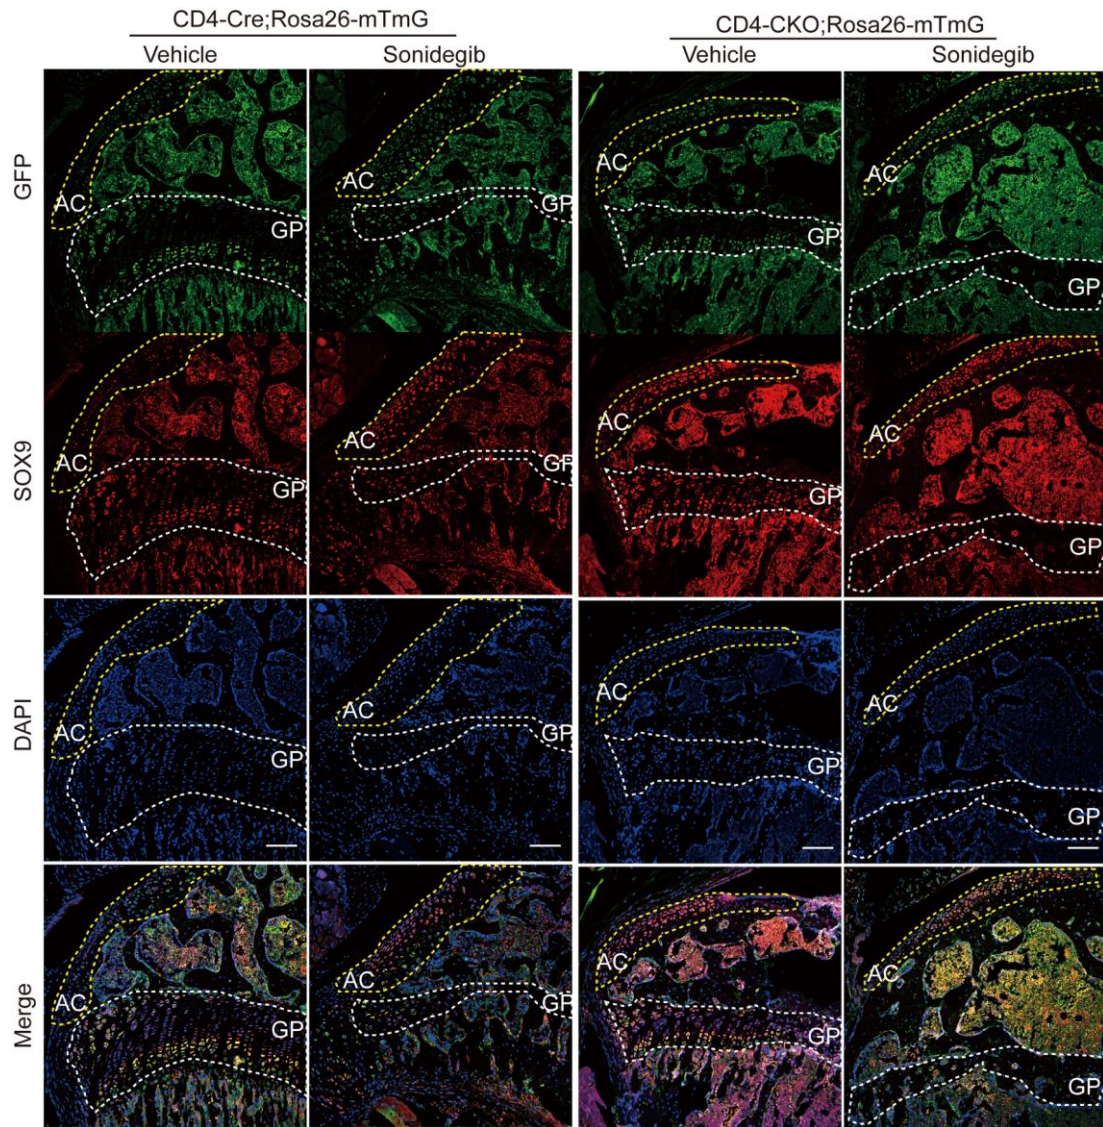 CD4-Cre;Rosa26-mTmG CD4-CKO;Rosa26-mTmG
Vehicle Sonidegib Vehicle Sonidegib
GFP
AC GP AC GP AC GP AC GP
SOX9
AC GP AC GP AC GP AC GP
DAPI
AC GP AC GP AC GP AC GP
Merge
AC GP AC GP AC GP AC GP